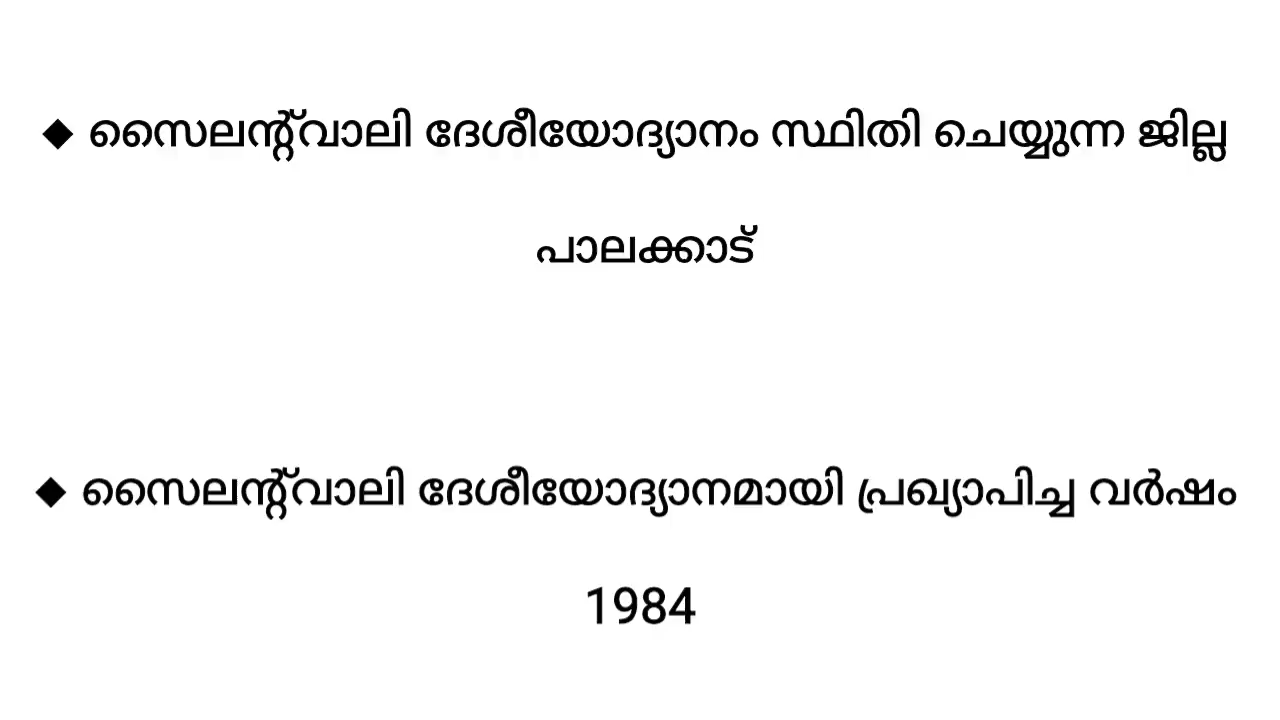 ◆ സൈലന്റ്‌വാലി ദേശീയോദ്യാനം സ്ഥിതി ചെയ്യുന്ന ജില്ല
പാലക്കാട്
◆ സൈലന്റ്‌വാലി ദേശീയോദ്യാനമായി പ്രഖ്യാപിച്ച വർഷം
1984